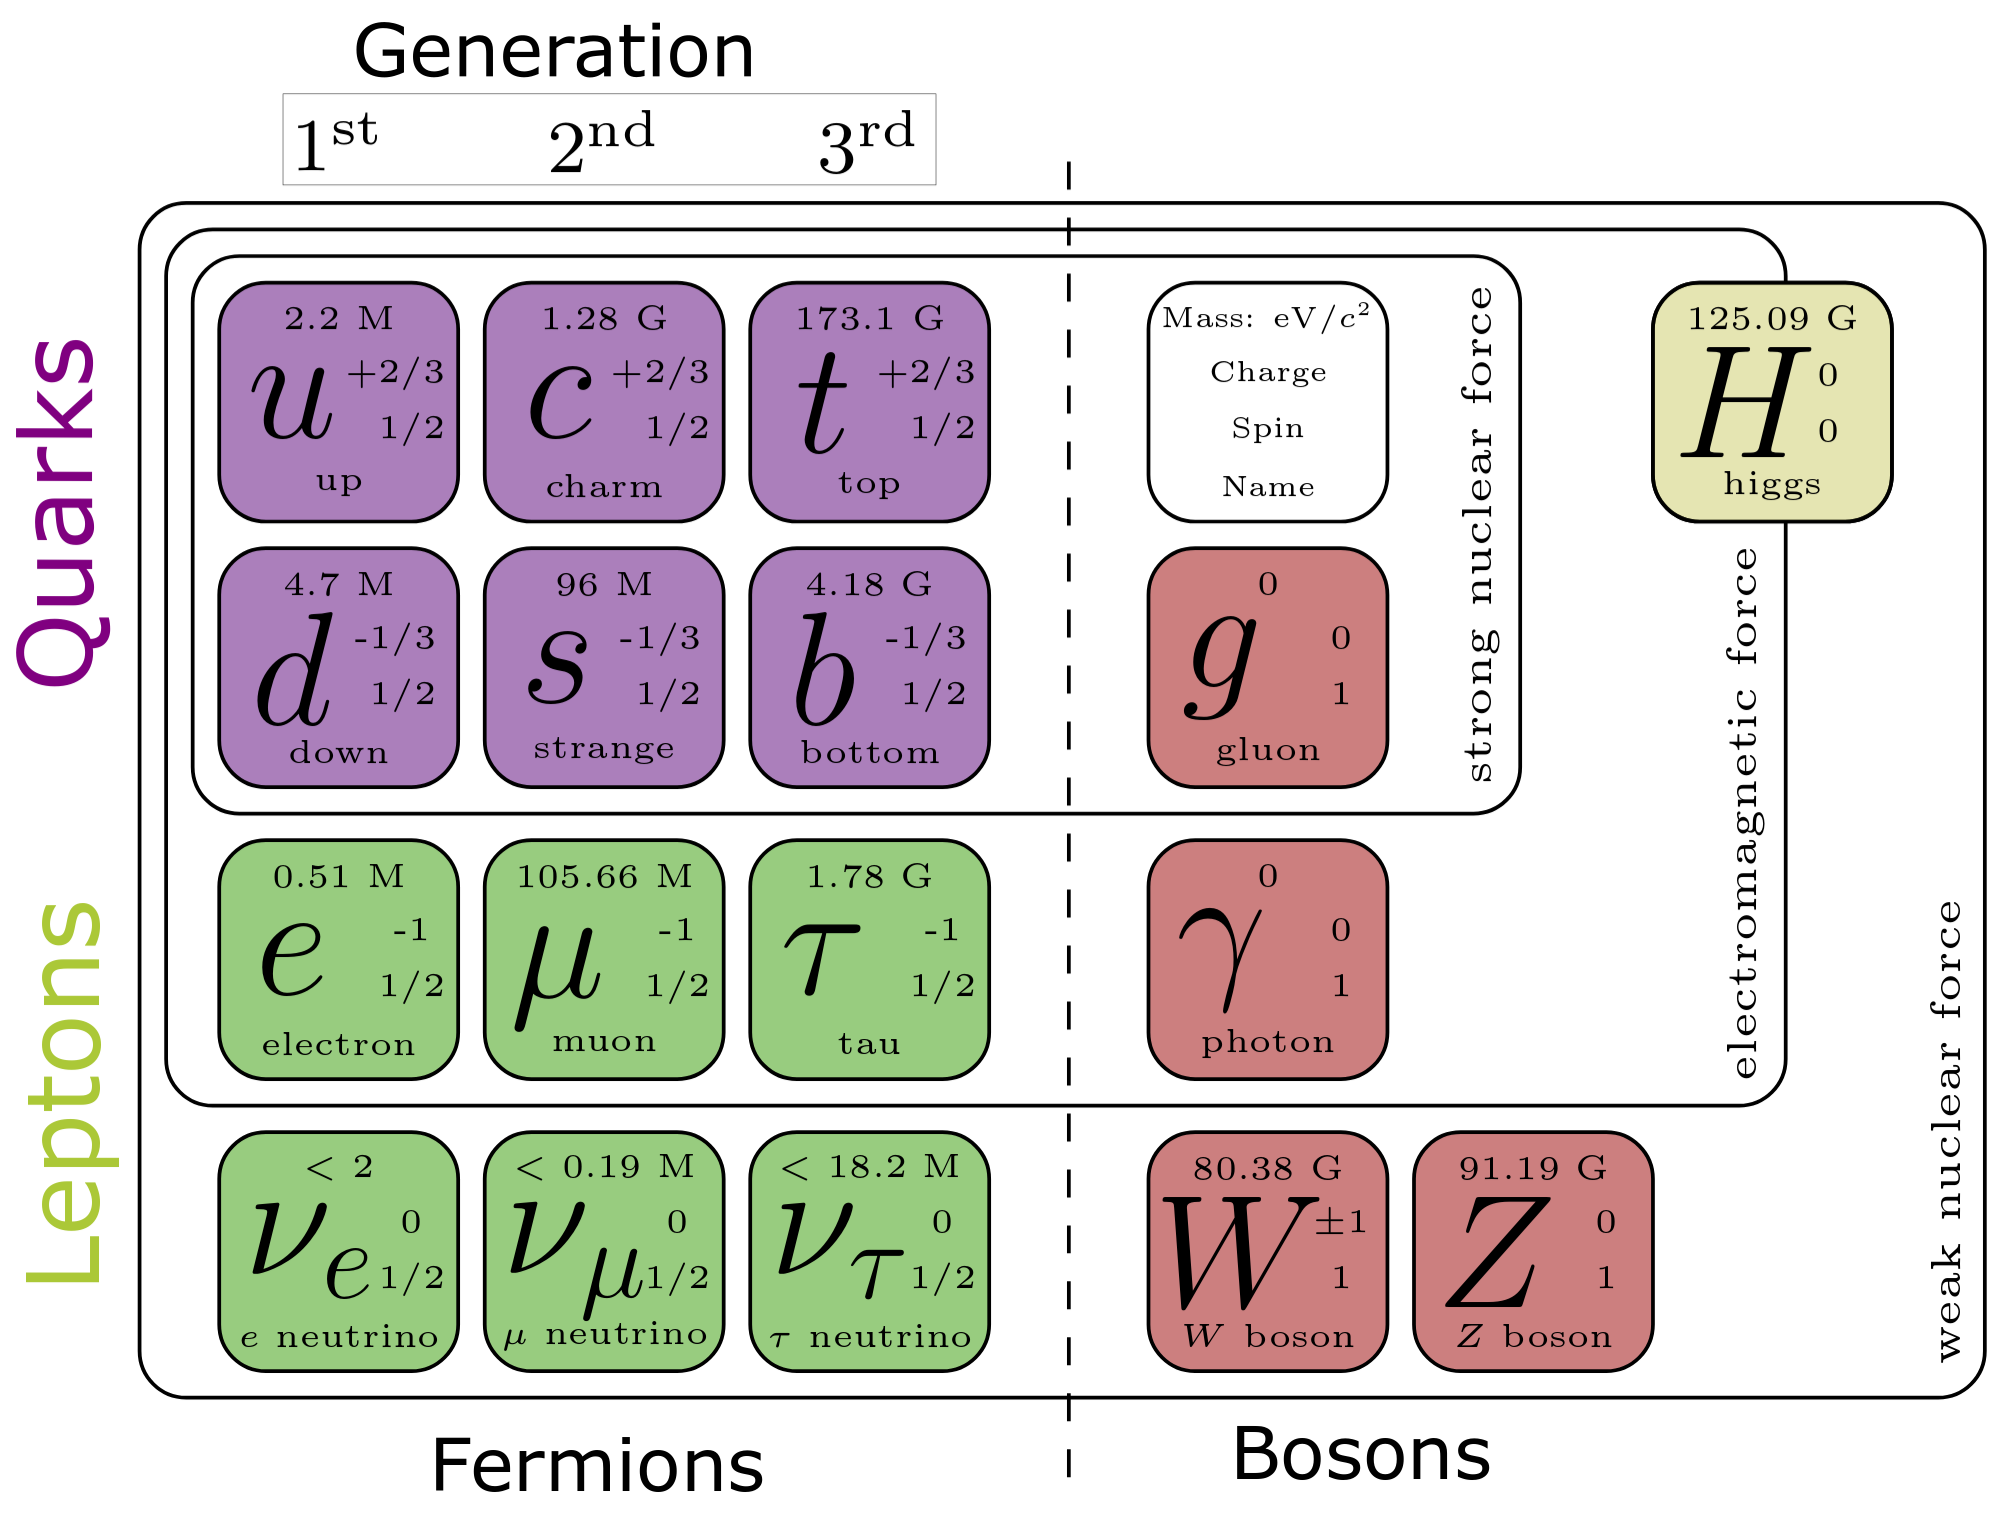 Generation
1st 2nd 3rd
Quarks
2.2 M
u
+2/3
1/2
up
1.28 G
c
+2/3
1/2
charm
173.1 G
t
+2/3
1/2
top
Mass: eV/c²
Charge
Spin
Name
strong nuclear force
125.09 G
H
0
0
higgs
4.7 M
d
-1/3
1/2
down
96 M
s
-1/3
1/2
strange
4.18 G
b
-1/3
1/2
bottom
0
g
0
1
gluon
electromagnetic force
Leptons
0.51 M
e
-1
1/2
electron
105.66 M
μ
-1
1/2
muon
1.78 G
τ
-1
1/2
tau
0
γ
0
1
photon
weak nuclear force
< 2
νe
0
1/2
e neutrino
< 0.19 M
νμ
0
1/2
μ neutrino
< 18.2 M
ντ
0
1/2
τ neutrino
80.38 G
W
±1
1
W boson
91.19 G
Z
0
1
Z boson
Fermions
Bosons